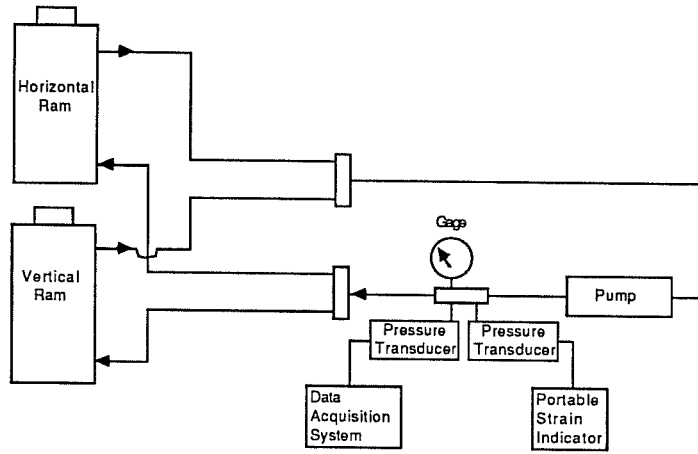 Horizontal
Ram
Gage
Vertical
Ram
Pump
Pressure
Transducer
Pressure
Transducer
Data
Acquisition
System
Portable
Strain
Indicator